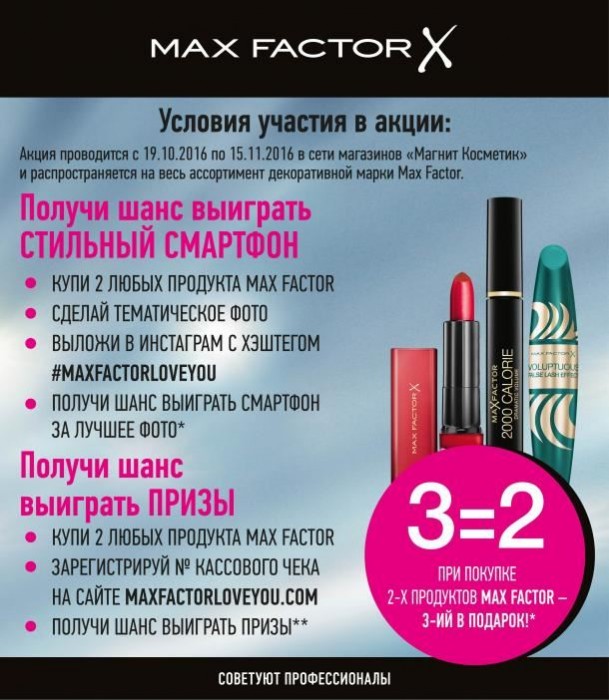 MAX FACTOR X
Условия участия в акции:
Акция проводится с 19.10.2016 по 15.11.2016 в сети магазинов «Магнит Косметик»
и распространяется на весь ассортимент декоративной марки Max Factor.
Получи шанс выиграть
СТИЛЬНЫЙ СМАРТФОН
• КУПИ 2 ЛЮБЫХ ПРОДУКТА MAX FACTOR
• СДЕЛАЙ ТЕМАТИЧЕСКОЕ ФОТО
• ВЫЛОЖИ В ИНСТАГРАМ С ХЭШТЕГОМ
#MAXFACTORLOVEYOU
• ПОЛУЧИ ШАНС ВЫИГРАТЬ СМАРТФОН
ЗА ЛУЧШЕЕ ФОТО*
Получи шанс
выиграть ПРИЗЫ
• КУПИ 2 ЛЮБЫХ ПРОДУКТА MAX FACTOR
• ЗАРЕГИСТРИРУЙ № КАССОВОГО ЧЕКА
НА САЙТЕ MAXFACTORLOVEYOU.COM
• ПОЛУЧИ ШАНС ВЫИГРАТЬ ПРИЗЫ**
MAX FACTOR X
MAXFACTOR X
2000 CALORIE
MAX FACTOR X
VOLUPTUOUS
FALSE LASH EFFECT
3=2
ПРИ ПОКУПКЕ
2-Х ПРОДУКТОВ MAX FACTOR –
3-ИЙ В ПОДАРОК!*
СОВЕТУЮТ ПРОФЕССИОНАЛЫ